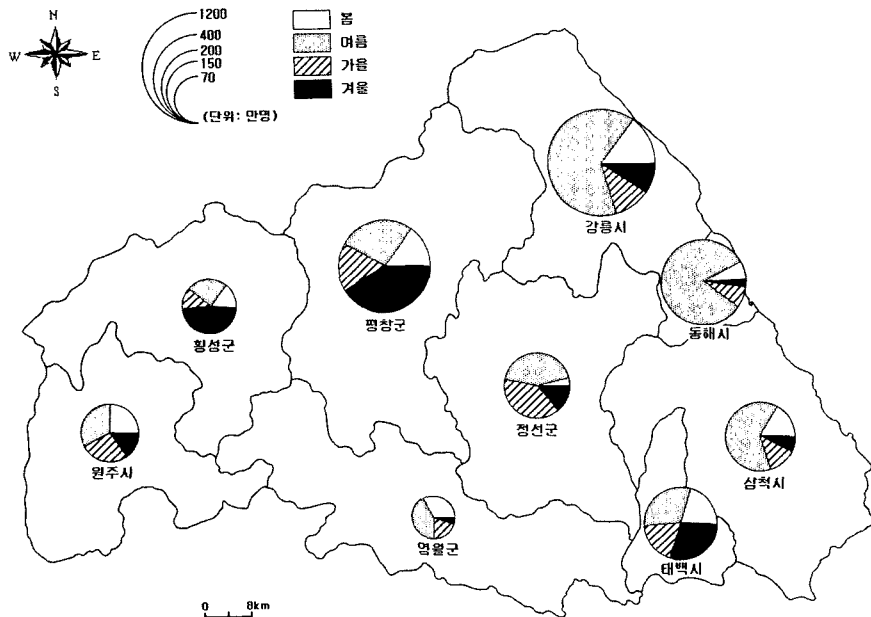 N
W E
S
1200
400
200
150
70
(단위: 만명)
봄
여름
가을
겨울
강릉시
평창군
동해시
횡성군
정선군
원주시
삼척시
영월군
태백시
0 8km